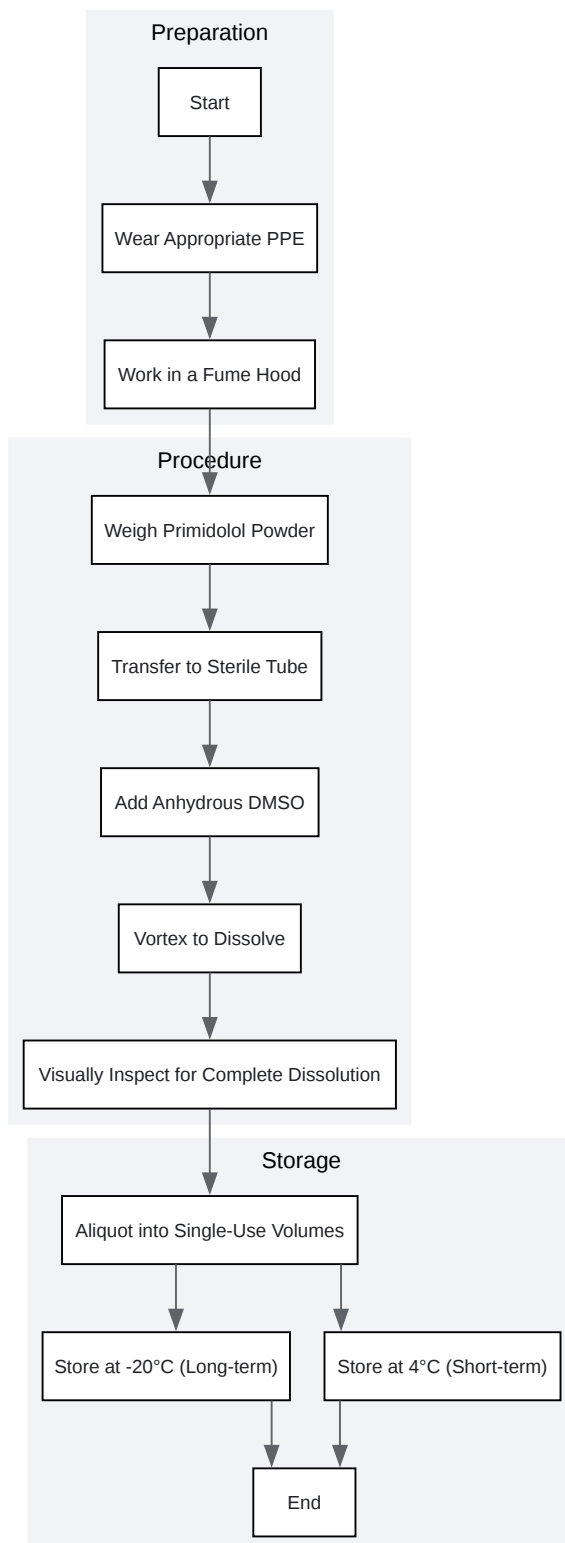 Preparation
Start
Wear Appropriate PPE
Work in a Fume Hood
Procedure
Weigh Primidolol Powder
Transfer to Sterile Tube
Add Anhydrous DMSO
Vortex to Dissolve
Visually Inspect for Complete Dissolution
Storage
Aliquot into Single-Use Volumes
Store at -20°C (Long-term)
Store at 4°C (Short-term)
End